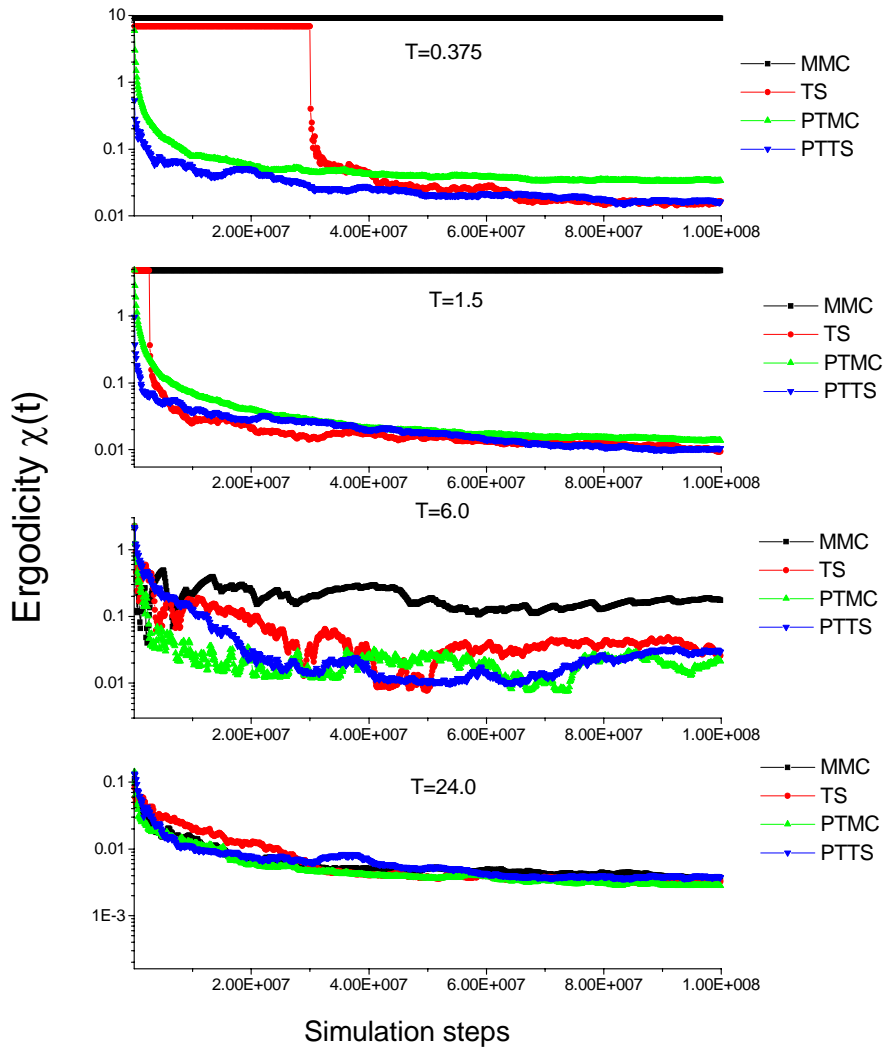 10
1
0.1
0.01
T=0.375
MMC
TS
PTMC
PTTS
2.00E+007 4.00E+007 6.00E+007 8.00E+007 1.00E+008
1
0.1
0.01
T=1.5
MMC
TS
PTMC
PTTS
2.00E+007 4.00E+007 6.00E+007 8.00E+007 1.00E+008
Ergodicity χ(t)
T=6.0
1
0.1
0.01
MMC
TS
PTMC
PTTS
2.00E+007 4.00E+007 6.00E+007 8.00E+007 1.00E+008
0.1
0.01
1E-3
T=24.0
MMC
TS
PTMC
PTTS
2.00E+007 4.00E+007 6.00E+007 8.00E+007 1.00E+008
Simulation steps